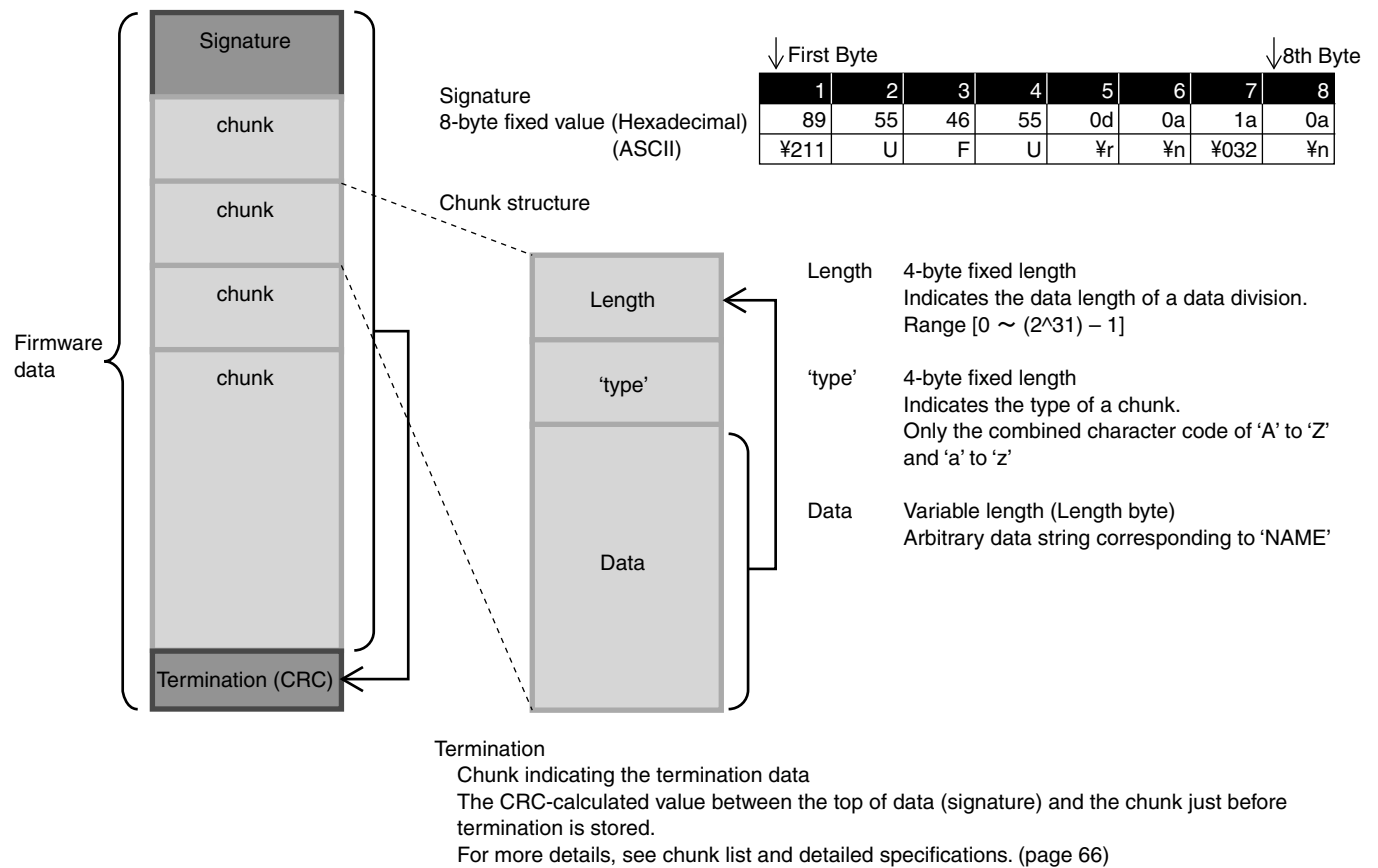 Signature
chunk
chunk
chunk
chunk
Termination (CRC)
Firmware
data
First Byte
8th Byte
Signature
8-byte fixed value (Hexadecimal)
(ASCII)
1 2 3 4 5 6 7 8
89 55 46 55 0d 0a 1a 0a
¥211 U F U ¥r ¥n ¥032 ¥n
Chunk structure
Length
‘type’
Data
Length 4-byte fixed length
Indicates the data length of a data division.
Range [0 ~ (2^31) – 1]
‘type’ 4-byte fixed length
Indicates the type of a chunk.
Only the combined character code of ‘A’ to ‘Z’
and ‘a’ to ‘z’
Data Variable length (Length byte)
Arbitrary data string corresponding to ‘NAME’
Termination
Chunk indicating the termination data
The CRC-calculated value between the top of data (signature) and the chunk just before
termination is stored.
For more details, see chunk list and detailed specifications. (page 66)